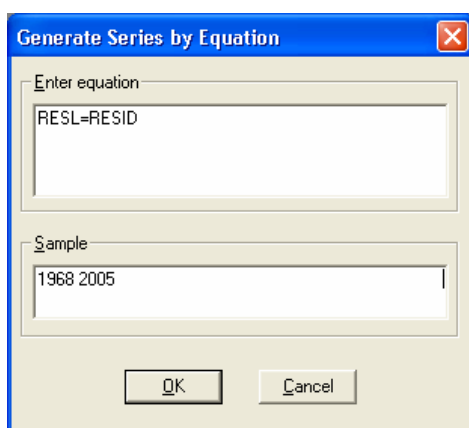 Generate Series by Equation
Enter equation
RESL=RESID
Sample
1968 2005
OK
Cancel